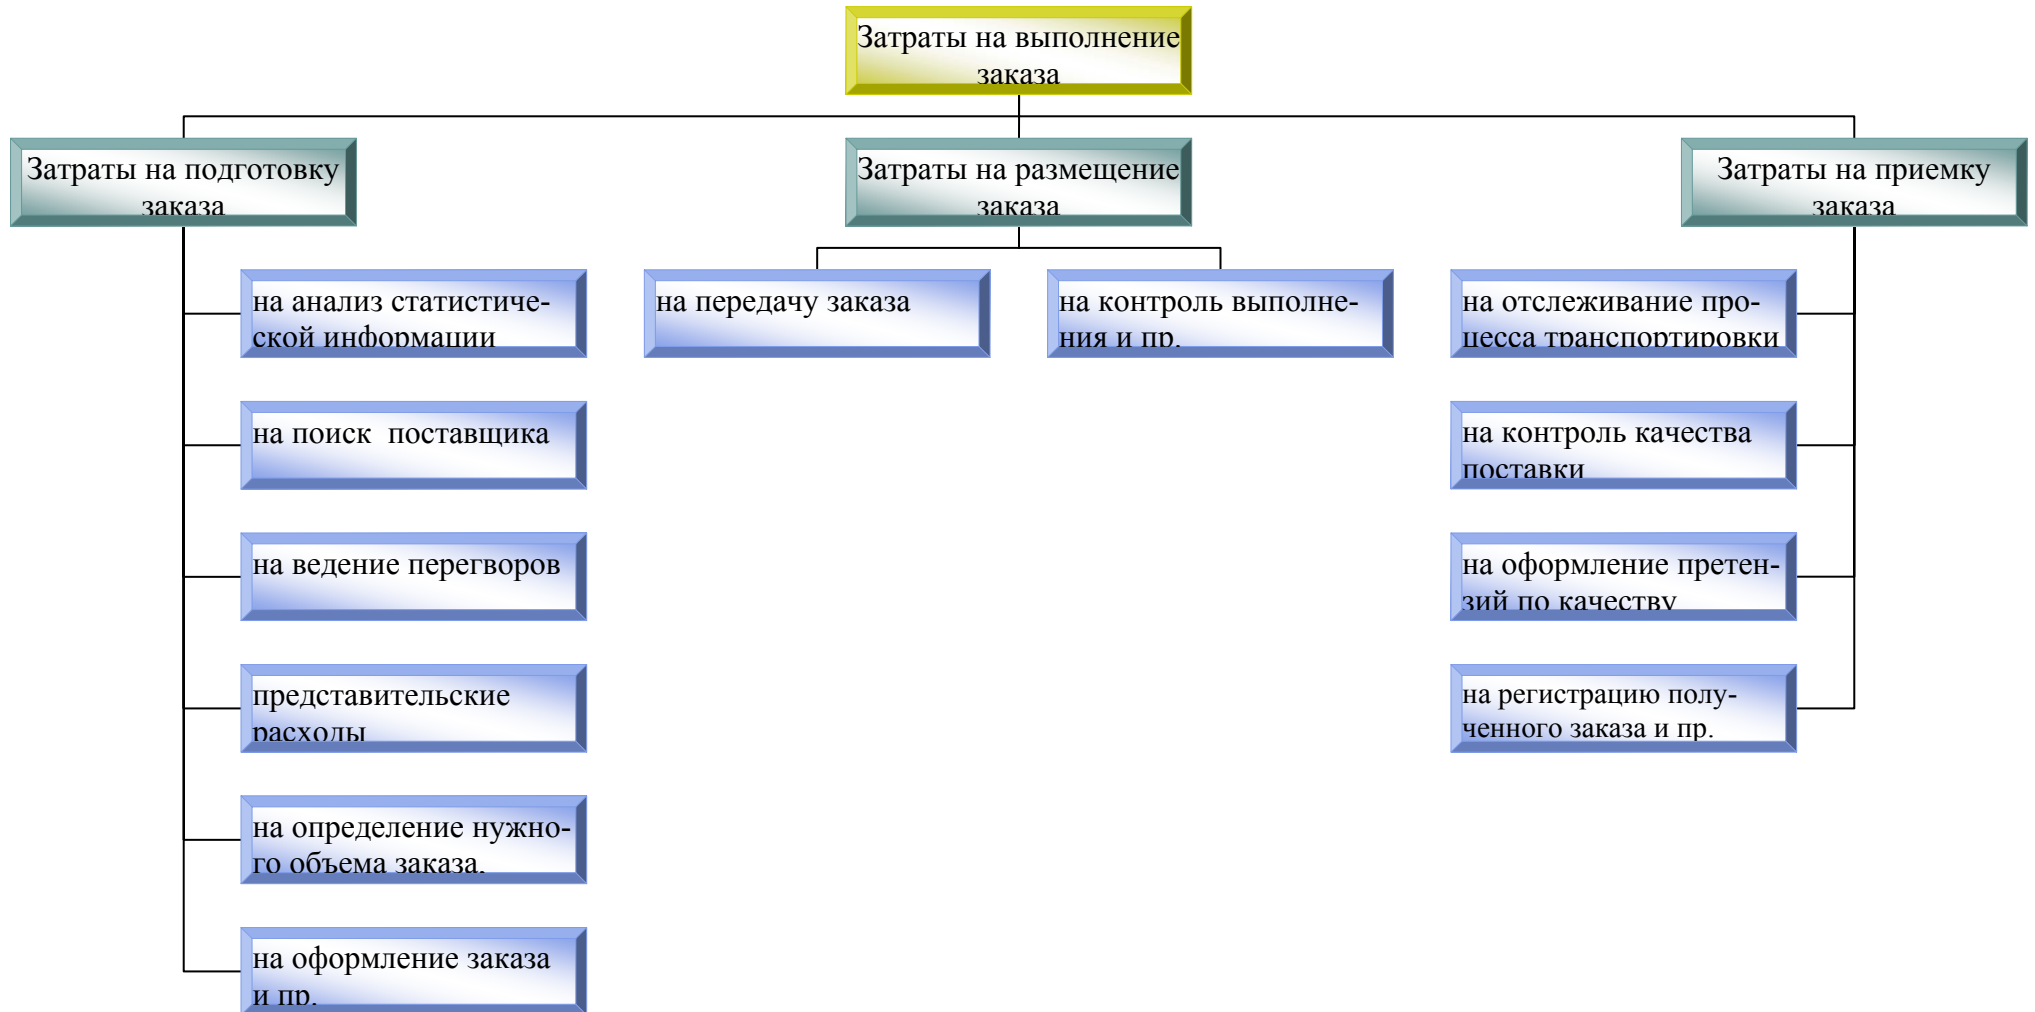 Затраты на выполнение
заказа
Затраты на подготовку
заказа
Затраты на размещение
заказа
Затраты на приемку
заказа
на анализ статистиче-
ской информации
на поиск  поставщика
на ведение перегворов
представительские
расходы
на определение нужно-
го объема заказа,
на оформление заказа
и пр.
на передачу заказа
на контроль выполне-
ния и пр.
на отслеживание про-
цесса транспортировки
на контроль качества
поставки
на оформление претен-
зий по качеству
на регистрацию полу-
ченного заказа и пр.